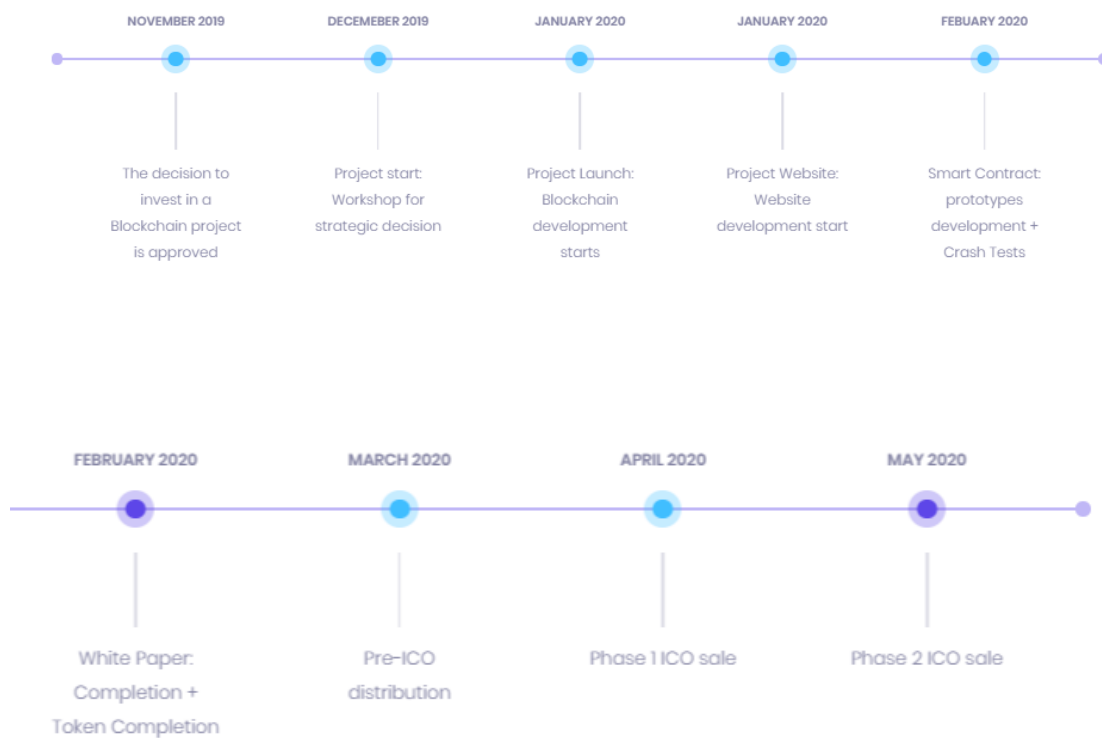 NOVEMBER 2019
DECEMEBER 2019
JANUARY 2020
JANUARY 2020
FEBUARY 2020
The decision to
invest in a
Blockchain project
is approved
Project start:
Workshop for
strategic decision
Project Launch:
Blockchain
development
starts
Project Website:
Website
development start
Smart Contract:
prototypes
development +
Crash Tests
FEBRUARY 2020
MARCH 2020
APRIL 2020
MAY 2020
White Paper:
Completion +
Token Completion
Pre-ICO
distribution
Phase 1 ICO sale
Phase 2 ICO sale